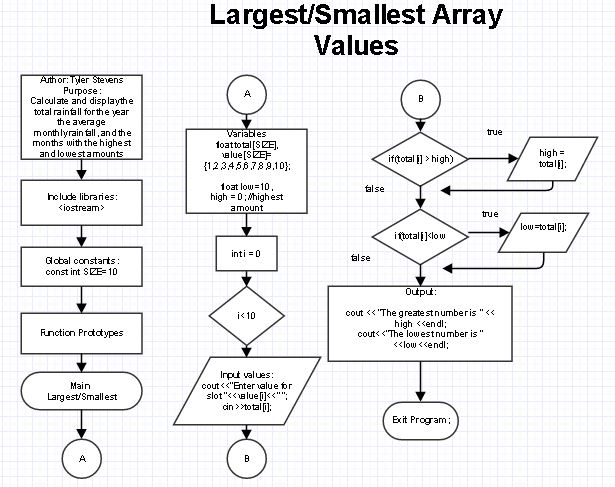 Largest/Smallest Array
Values
Author: Tyler Stevens
Purpose:
Calculate and displaythe
total rainfall for the year
the average
monthlyrainfall, and the
months with the highest
and lowest amounts
Include libraries:
<iostream>
Global constants:
const int SIZE=10
Function Prototypes
Main
Largest/Smallest
A
A
Variables
float total[SIZE],
value[SIZE]=
{1,2,3,4,5,6,7,8,9,10};
float low=10,
high = 0; //highest
amount
int i = 0
i<10
Input values:
cout<<"Enter value for
slot "<<value[i]<<"";
cin >>total[i];
B
B
if(total[i] > high)
true
high =
total[i];
false
if(total[i]<low
true
low=total[i];
false
Output:
cout <<"The greatest number is " <<
high <<endl;
cout<<"The lowest number is "
<<low <<endl;
Exit Program;